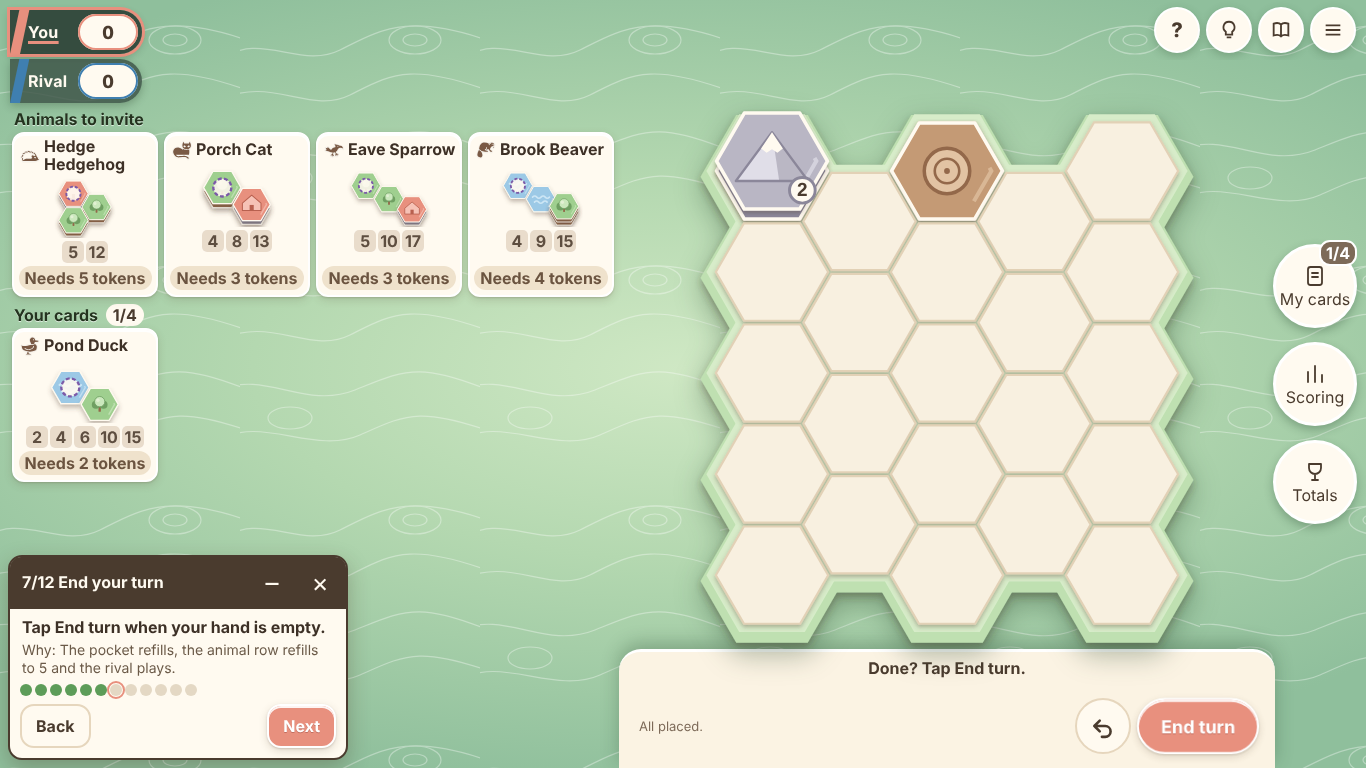 You 0
Rival 0
?
Animals to invite
Hedge
Hedgehog
5 12
Needs 5 tokens
Porch Cat
4 8 13
Needs 3 tokens
Eave Sparrow
5 10 17
Needs 3 tokens
Brook Beaver
4 9 15
Needs 4 tokens
Your cards 1/4
Pond Duck
2 4 6 10 15
Needs 2 tokens
2
1/4
My cards
Scoring
Totals
7/12 End your turn
Tap End turn when your hand is empty.
Why: The pocket refills, the animal row refills
to 5 and the rival plays.
Back
Next
Done? Tap End turn.
All placed.
End turn